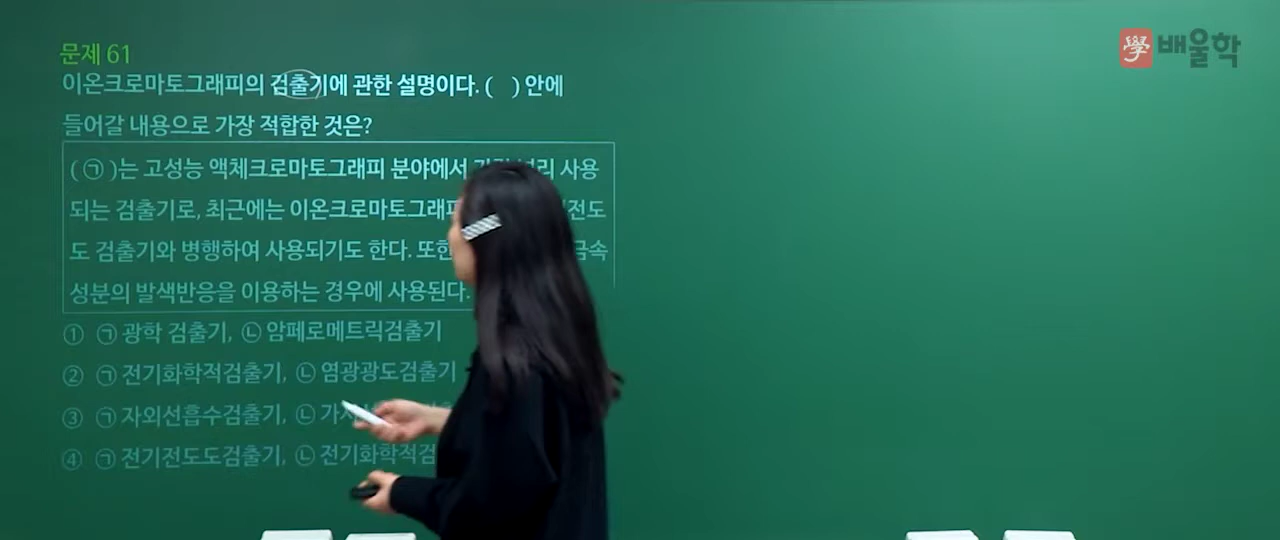 學 배울학
문제 61
이온크로마토그래피의 검출기에 관한 설명이다. ( ) 안에
들어갈 내용으로 가장 적합한 것은?
( ㉠ )는 고성능 액체크로마토그래피 분야에서 사용
되는 검출기로, 최근에는 이온크로마토그래피
도 검출기와 병행하여 사용되기도 한다. 또한 금속
성분의 발색반응을 이용하는 경우에 사용된다.
① ㉠ 광학 검출기, ㉡ 암페로메트릭검출기
② ㉠ 전기화학적검출기, ㉡ 염광광도검출기
③ ㉠ 자외선흡수검출기, ㉡
④ ㉠ 전기전도도검출기, ㉡